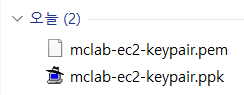 오늘 (2)
mclab-ec2-keypair.pem
mclab-ec2-keypair.ppk